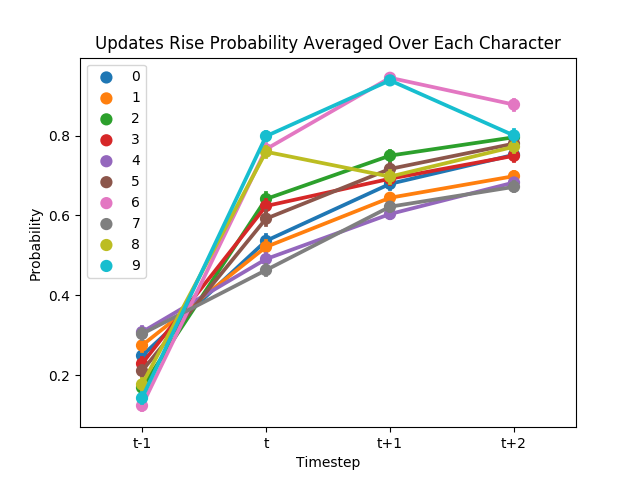 Updates Rise Probability Averaged Over Each Character
0
1
2
3
4
5
6
7
8
9
0.8
0.6
0.4
0.2
Probability
t-1
t
t+1
t+2
Timestep